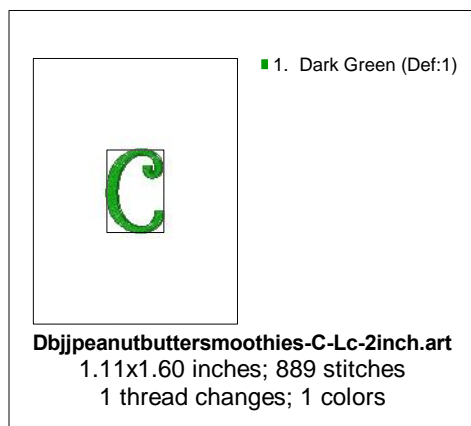 1. Dark Green (Def:1)
C
Dbjjpeanutbuttersmoothies-C-Lc-2inch.art
1.11x1.60 inches; 889 stitches
1 thread changes; 1 colors